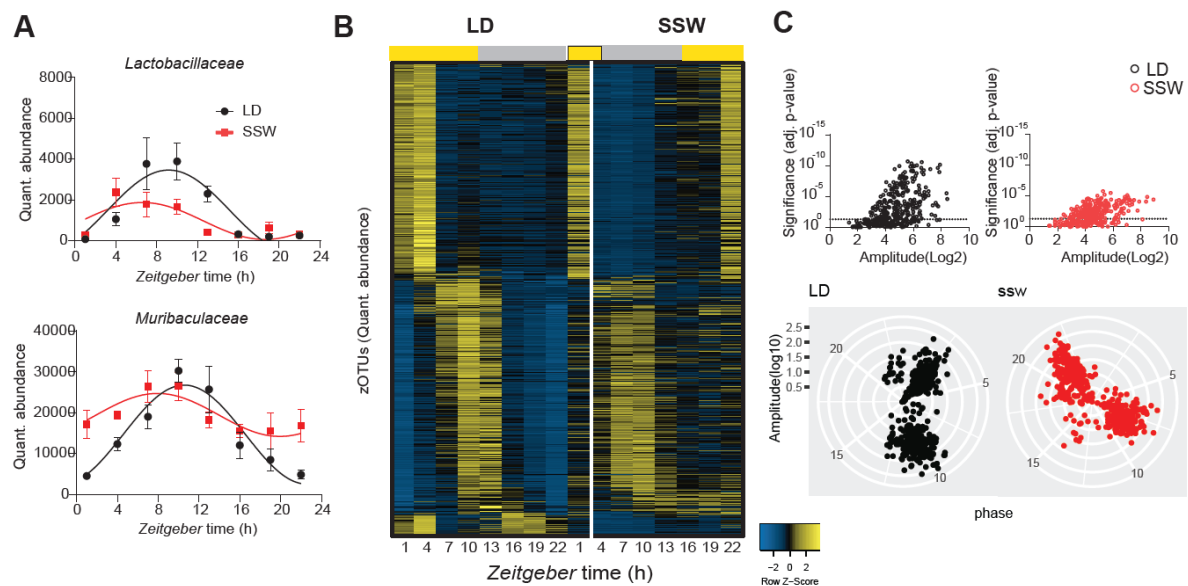 A
Lactobacillaceae
Quant. abundance
8000
6000
4000
2000
0
LD
SSW
0 4 8 12 16 20 24
Zeitgeber time (h)
Muribaculaceae
Quant. abundance
40000
30000
20000
10000
0
0 4 8 12 16 20 24
Zeitgeber time (h)
B
LD SSW
zOTUs (Quant. abundance)
1 4 7 10 13 16 19 22 1 4 7 10 13 16 19 22
Zeitgeber time (h)
-2 0 2
Row Z-Score
C
LD
SSW
Significance (adj. p-value)
10-15
10-10
10-5
100
0 2 4 6 8 10
Amplitude(Log2)
Significance (adj. p-value)
10-15
10-10
10-5
100
0 2 4 6 8 10
Amplitude(Log2)
LD ssw
Amplitude(log10)
2.5
2.0
1.5
1.0
0.5
20 5
15 10
20 5
15 10
phase